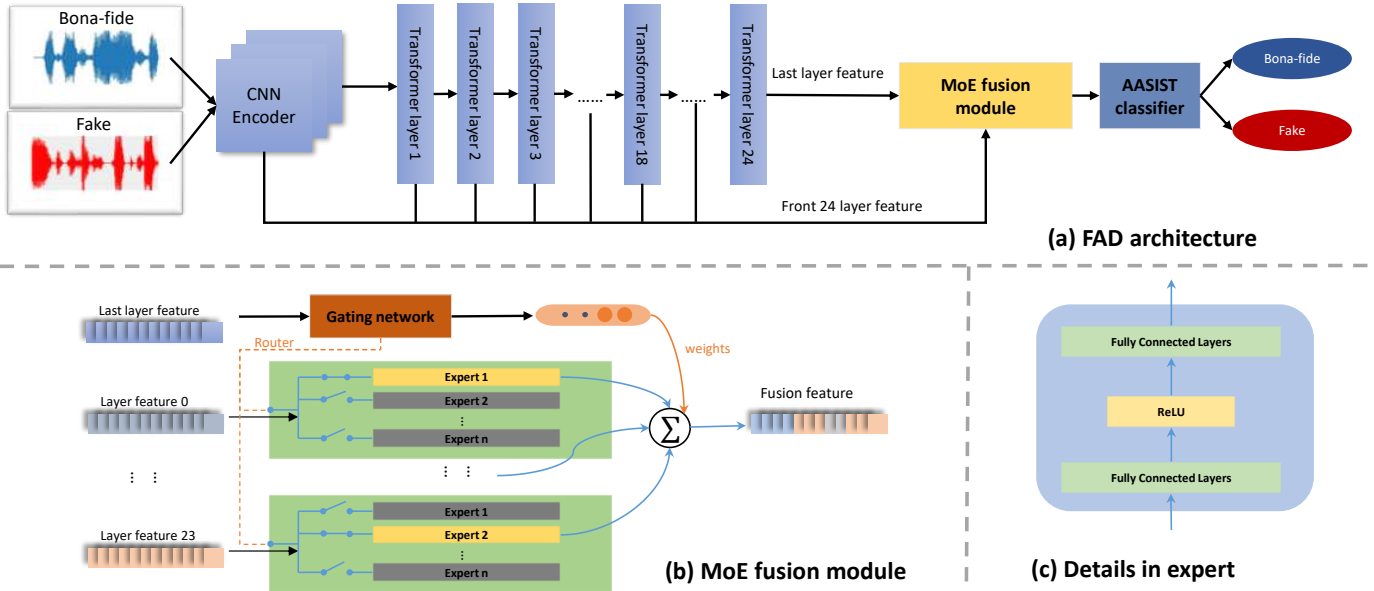 Bona-fide
Fake
CNN
Encoder
Transformer layer 1
Transformer layer 2
Transformer layer 3
......
Transformer layer 18
......
Transformer layer 24
Last layer feature
MoE fusion
module
AASIST
classifier
Bona-fide
Fake
Front 24 layer feature
(a) FAD architecture
Last layer feature
Gating network
Router
weights
Layer feature 0
Expert 1
Expert 2
⋮
Expert n
Σ
Fusion feature
⋮ ⋮
⋮ ⋮
Layer feature 23
Expert 1
Expert 2
⋮
Expert n
(b) MoE fusion module
Fully Connected Layers
ReLU
Fully Connected Layers
(c) Details in expert